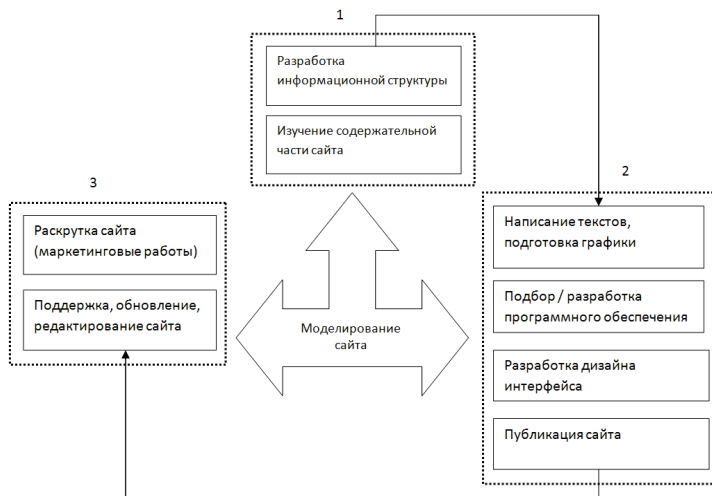 1
Разработка
информационной структуры
Изучение содержательной
части сайта
2
Написание текстов,
подготовка графики
Подбор / разработка
программного обеспечения
Разработка дизайна
интерфейса
Публикация сайта
3
Раскрутка сайта
(маркетинговые работы)
Поддержка, обновление,
редактирование сайта
Моделирование
сайта